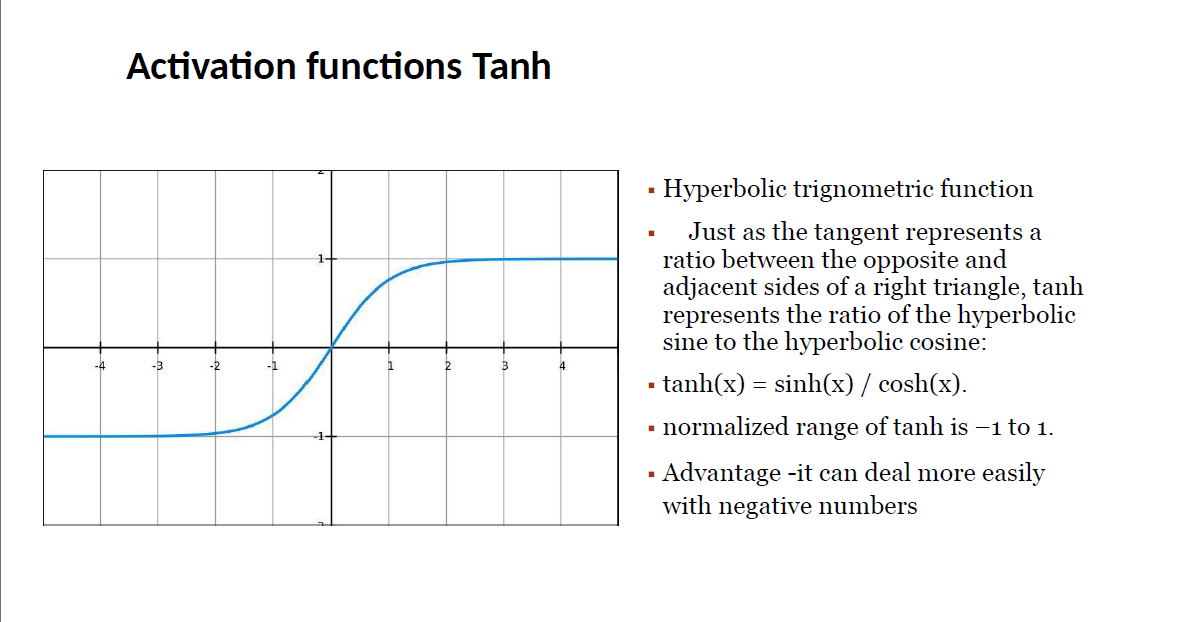 Activation functions Tanh
2
1
-4 -3 -2 -1 1 2 3 4
-1
▪ Hyperbolic trignometric function
▪ Just as the tangent represents a
ratio between the opposite and
adjacent sides of a right triangle, tanh
represents the ratio of the hyperbolic
sine to the hyperbolic cosine:
▪ tanh(x) = sinh(x) / cosh(x).
▪ normalized range of tanh is −1 to 1.
▪ Advantage -it can deal more easily
with negative numbers